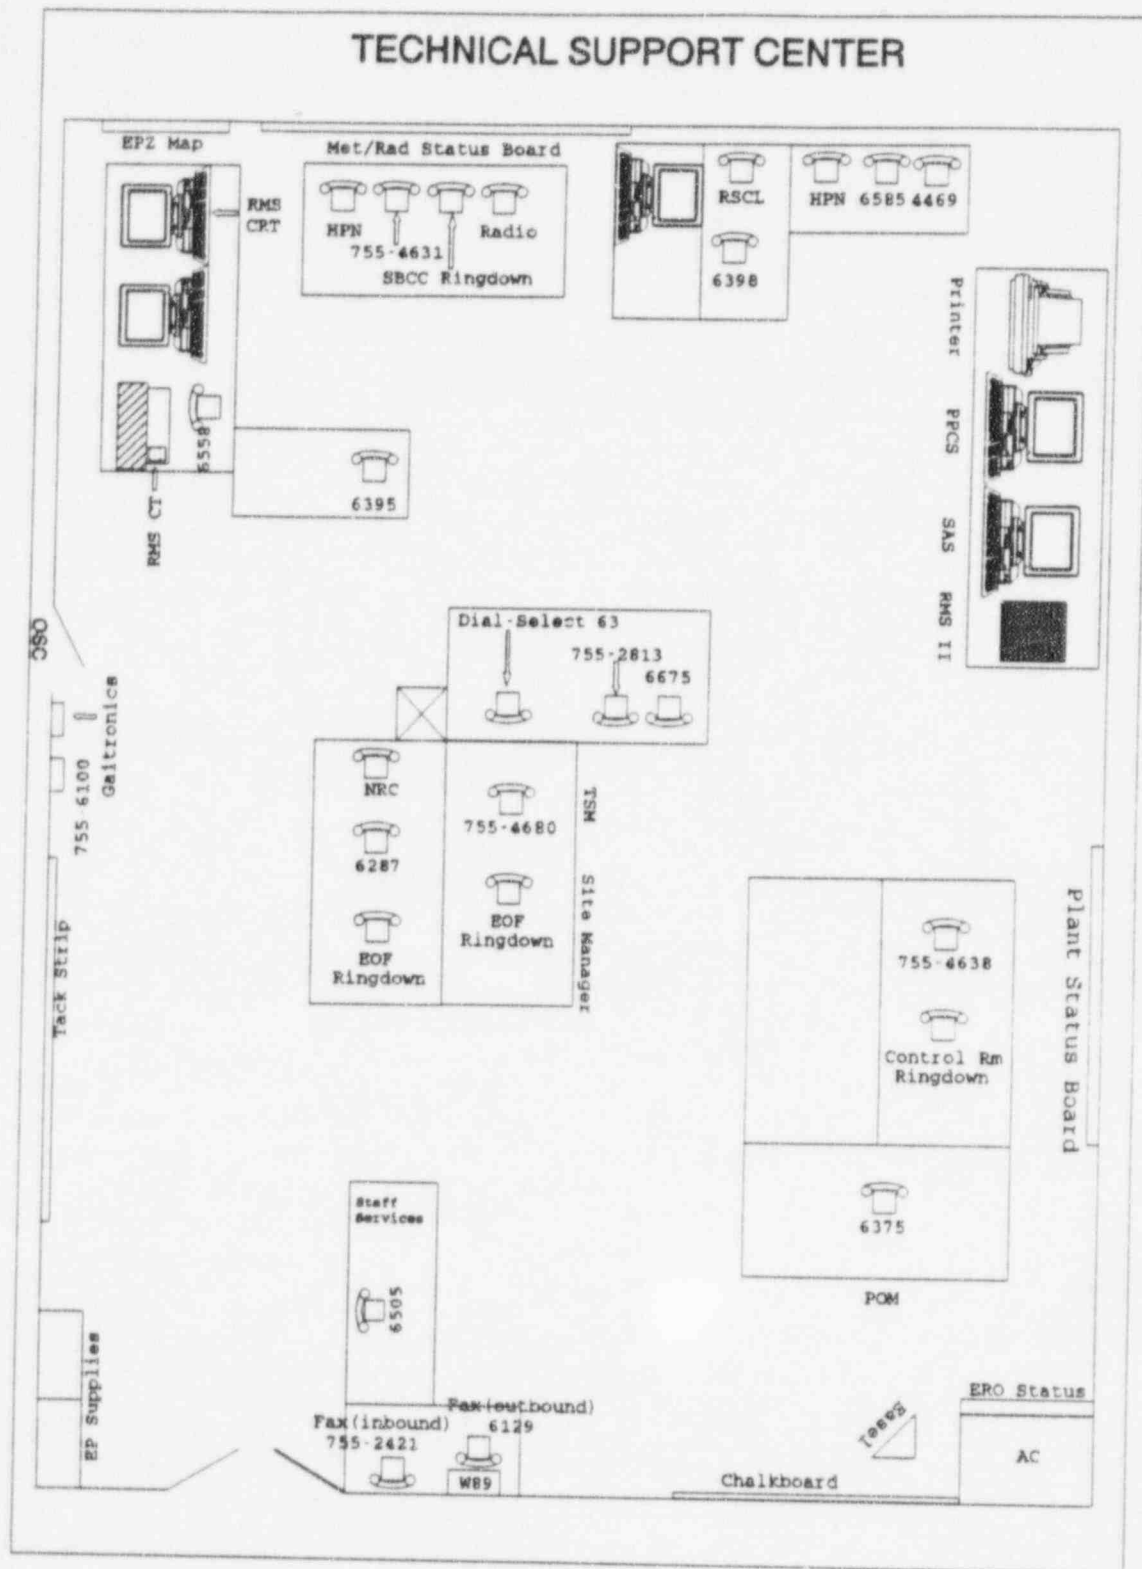 TECHNICAL SUPPORT CENTER
EPZ Map
Met/Rad Status Board
RMS
CRT
HPN
755-4631
SBCC Ringdown
Radio
RSCL
6398
HPN
6585
4469
Printer
PPCS
SAS
RMS II
6558
RMS CT
6395
OSC
Gaitronics
755-6100
Tack Strip
Dial-Select 63
755-2813
6675
NRC
6287
EOF
Ringdown
755-4680
EOF
Ringdown
TSM
Site Manager
755-4638
Control Rm
Ringdown
Plant Status Board
6375
POM
Staff
Services
6505
EP Supplies
Fax(inbound)
755-2421
Fax(outbound)
6129
W89
Chalkboard
Easel
ERO Status
AC